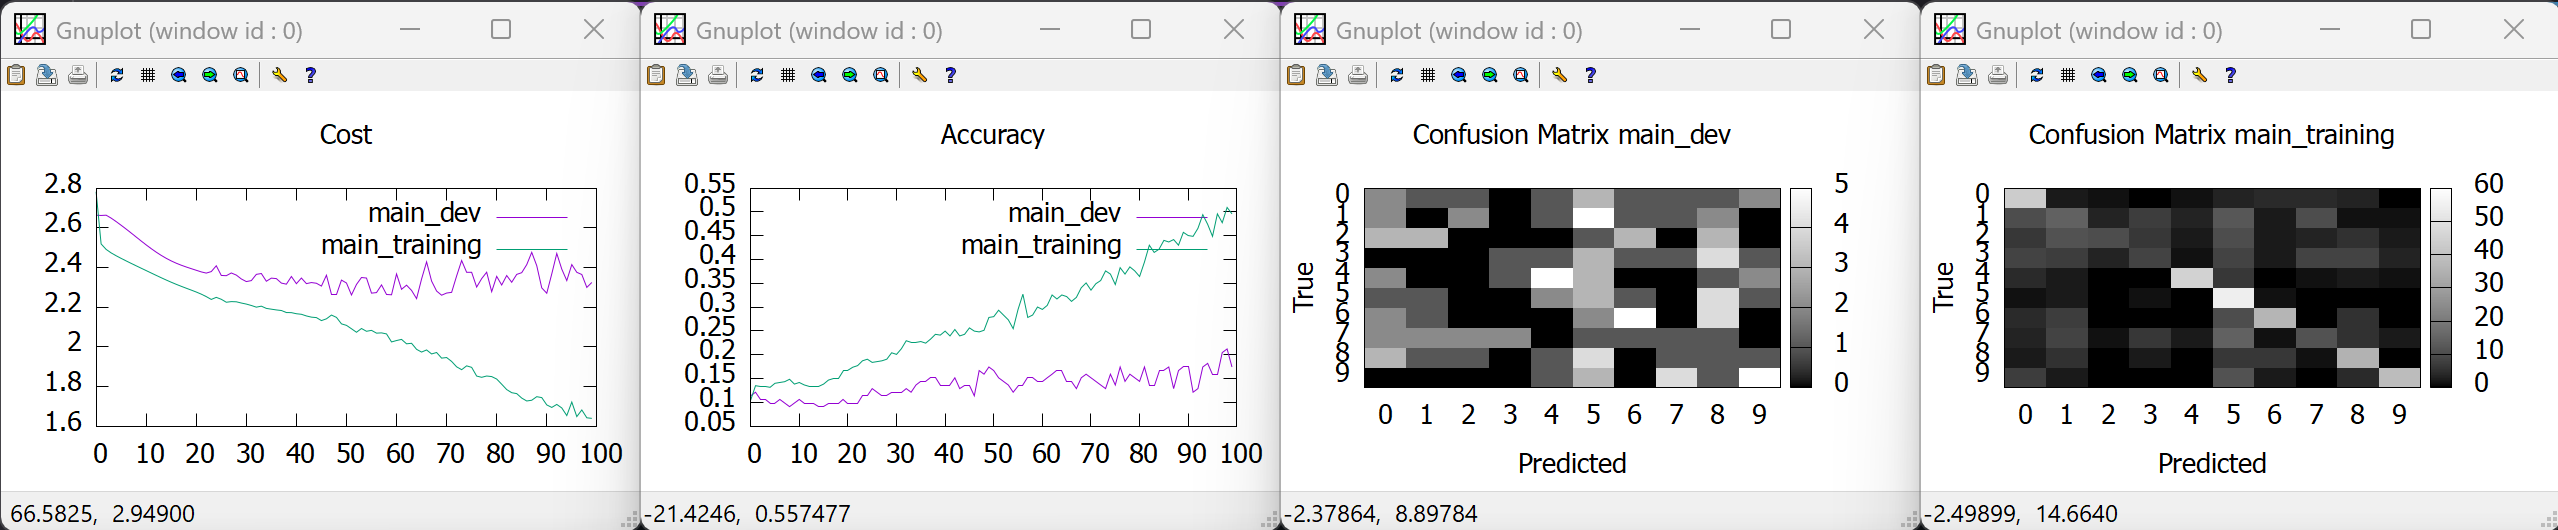 Gnuplot (window id : 0)
Cost
2.8
2.6
2.4
2.2
2
1.8
1.6
main_dev
main_training
0 10 20 30 40 50 60 70 80 90 100
66.5825, 2.94900
Gnuplot (window id : 0)
Accuracy
0.55
0.5
0.45
0.4
0.35
0.3
0.25
0.2
0.15
0.1
0.05
main_dev
main_training
0 10 20 30 40 50 60 70 80 90 100
-21.4246, 0.557477
Gnuplot (window id : 0)
Confusion Matrix main_dev
True
0
1
2
3
4
5
6
7
8
9
5
4
3
2
1
0
0 1 2 3 4 5 6 7 8 9
Predicted
-2.37864, 8.89784
Gnuplot (window id : 0)
Confusion Matrix main_training
True
0
1
2
3
4
5
6
7
8
9
60
50
40
30
20
10
0
0 1 2 3 4 5 6 7 8 9
Predicted
-2.49899, 14.6640